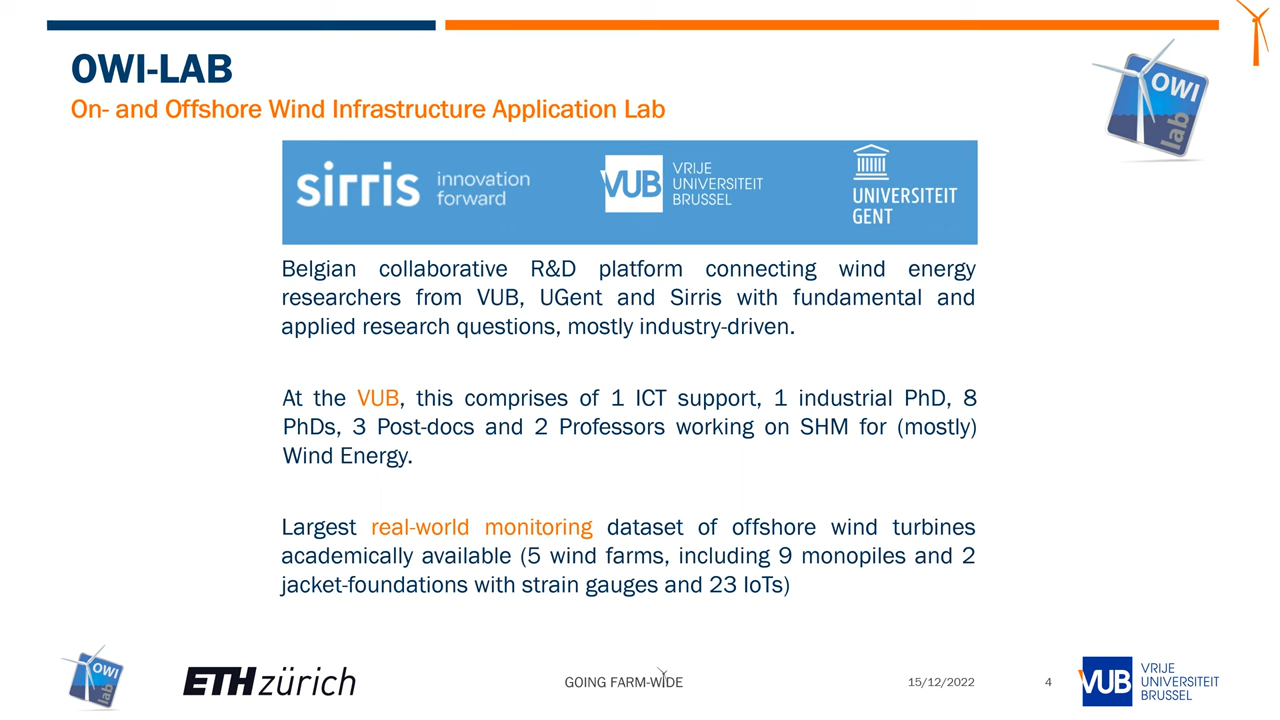 OWI-LAB
On- and Offshore Wind Infrastructure Application Lab
OWI
lab
sirris innovation
forward
VUB VRIJE
UNIVERSITEIT
BRUSSEL
UNIVERSITEIT
GENT
Belgian collaborative R&D platform connecting wind energy
researchers from VUB, UGent and Sirris with fundamental and
applied research questions, mostly industry-driven.
At the VUB, this comprises of 1 ICT support, 1 industrial PhD, 8
PhDs, 3 Post-docs and 2 Professors working on SHM for (mostly)
Wind Energy.
Largest real-world monitoring dataset of offshore wind turbines
academically available (5 wind farms, including 9 monopiles and 2
jacket-foundations with strain gauges and 23 IoTs)
OWI
lab
ETH zürich
GOING FARM-WIDE
15/12/2022
4
VUB VRIJE
UNIVERSITEIT
BRUSSEL